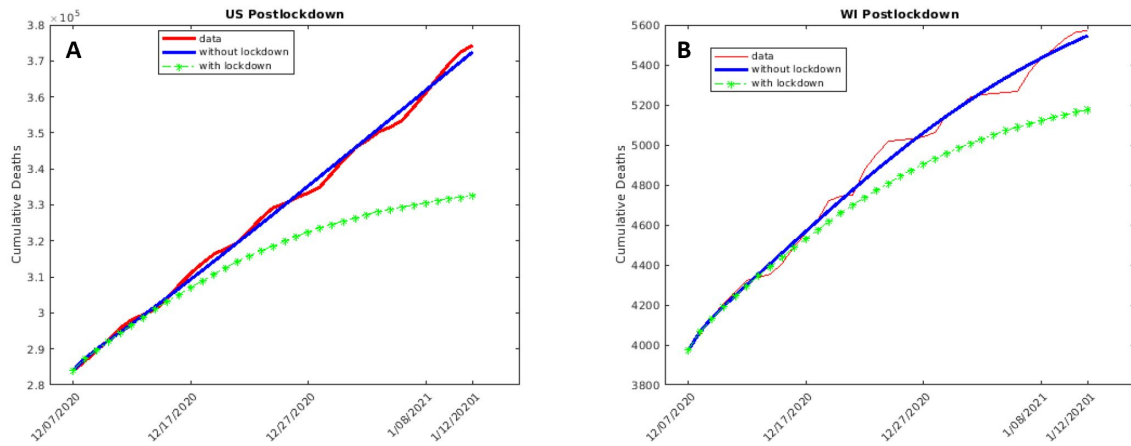 US Postlockdown
×10^5
A
data
without lockdown
with lockdown
Cumulative Deaths
3.8
3.7
3.6
3.5
3.4
3.3
3.2
3.1
3
2.9
2.8
12/07/2020
12/17/2020
12/27/2020
1/08/2021
1/12/20201
WI Postlockdown
B
data
without lockdown
with lockdown
Cumulative Deaths
5600
5400
5200
5000
4800
4600
4400
4200
4000
3800
12/07/2020
12/17/2020
12/27/2020
1/08/2021
1/12/20201